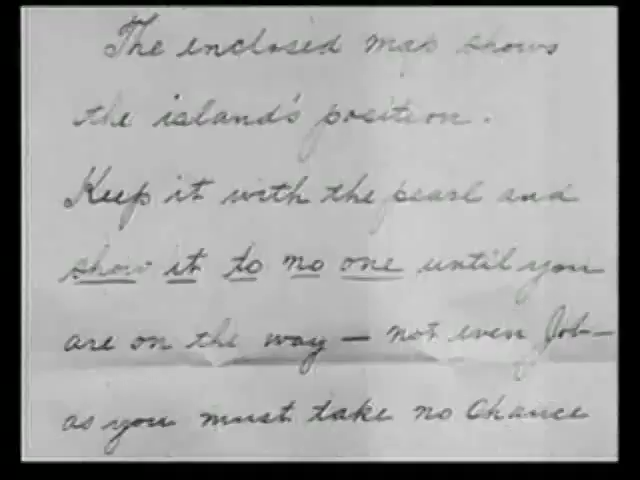 The enclosed map shows
the island's position.
Keep it with the pearl and
show it to no one until you
are on the way — not even Job —
as you must take no chance